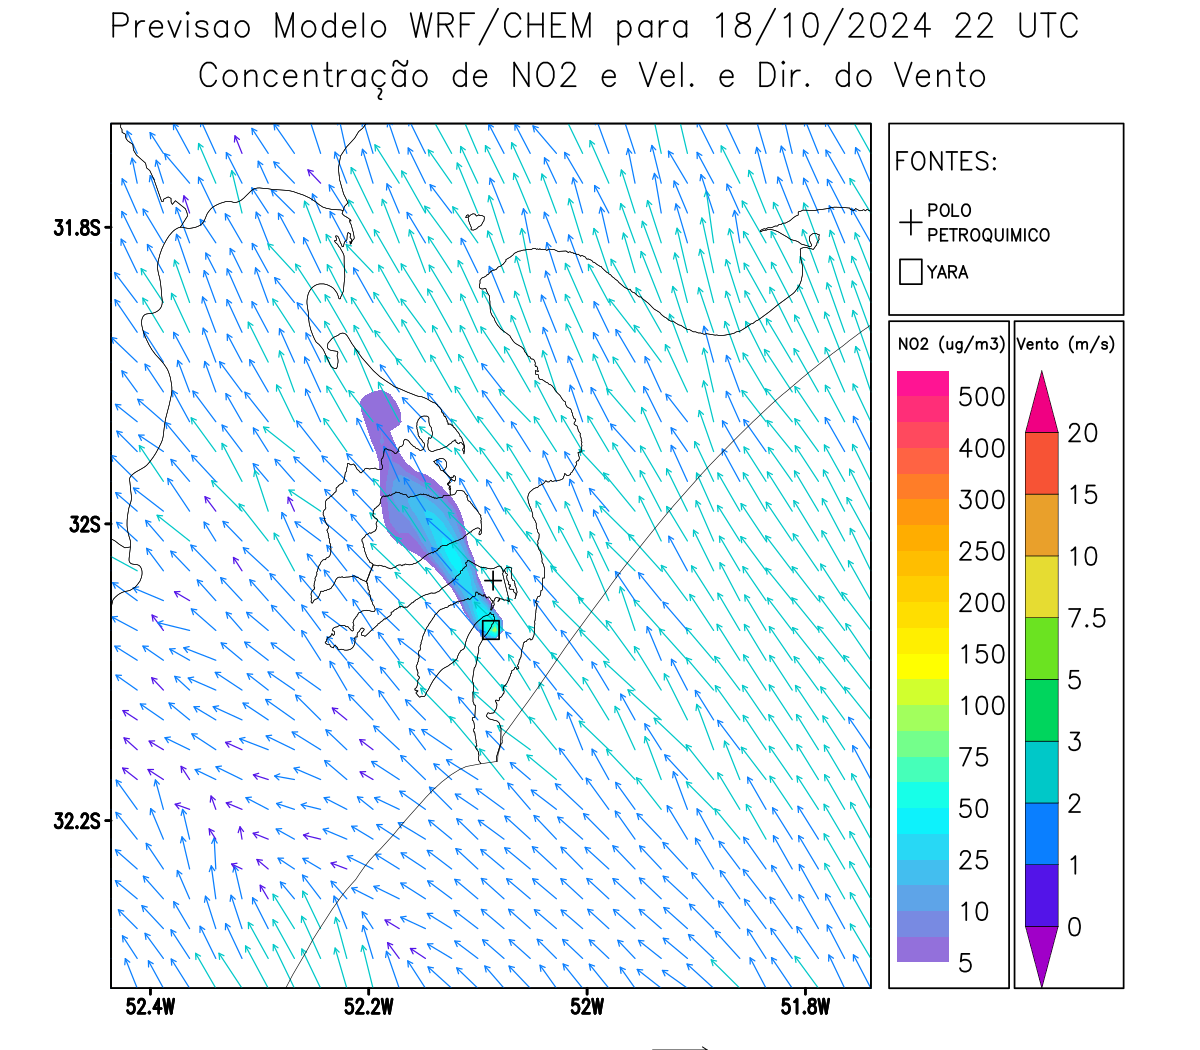 Previsao Modelo WRF/CHEM para 18/10/2024 22 UTC
Concentração de NO2 e Vel. e Dir. do Vento
FONTES:
POLO
PETROQUIMICO
YARA
31.8S
32S
32.2S
52.4W
52.2W
52W
51.8W
NO2 (ug/m3)
500
400
300
250
200
150
100
75
50
25
10
5
Vento (m/s)
20
15
10
7.5
5
3
2
1
0